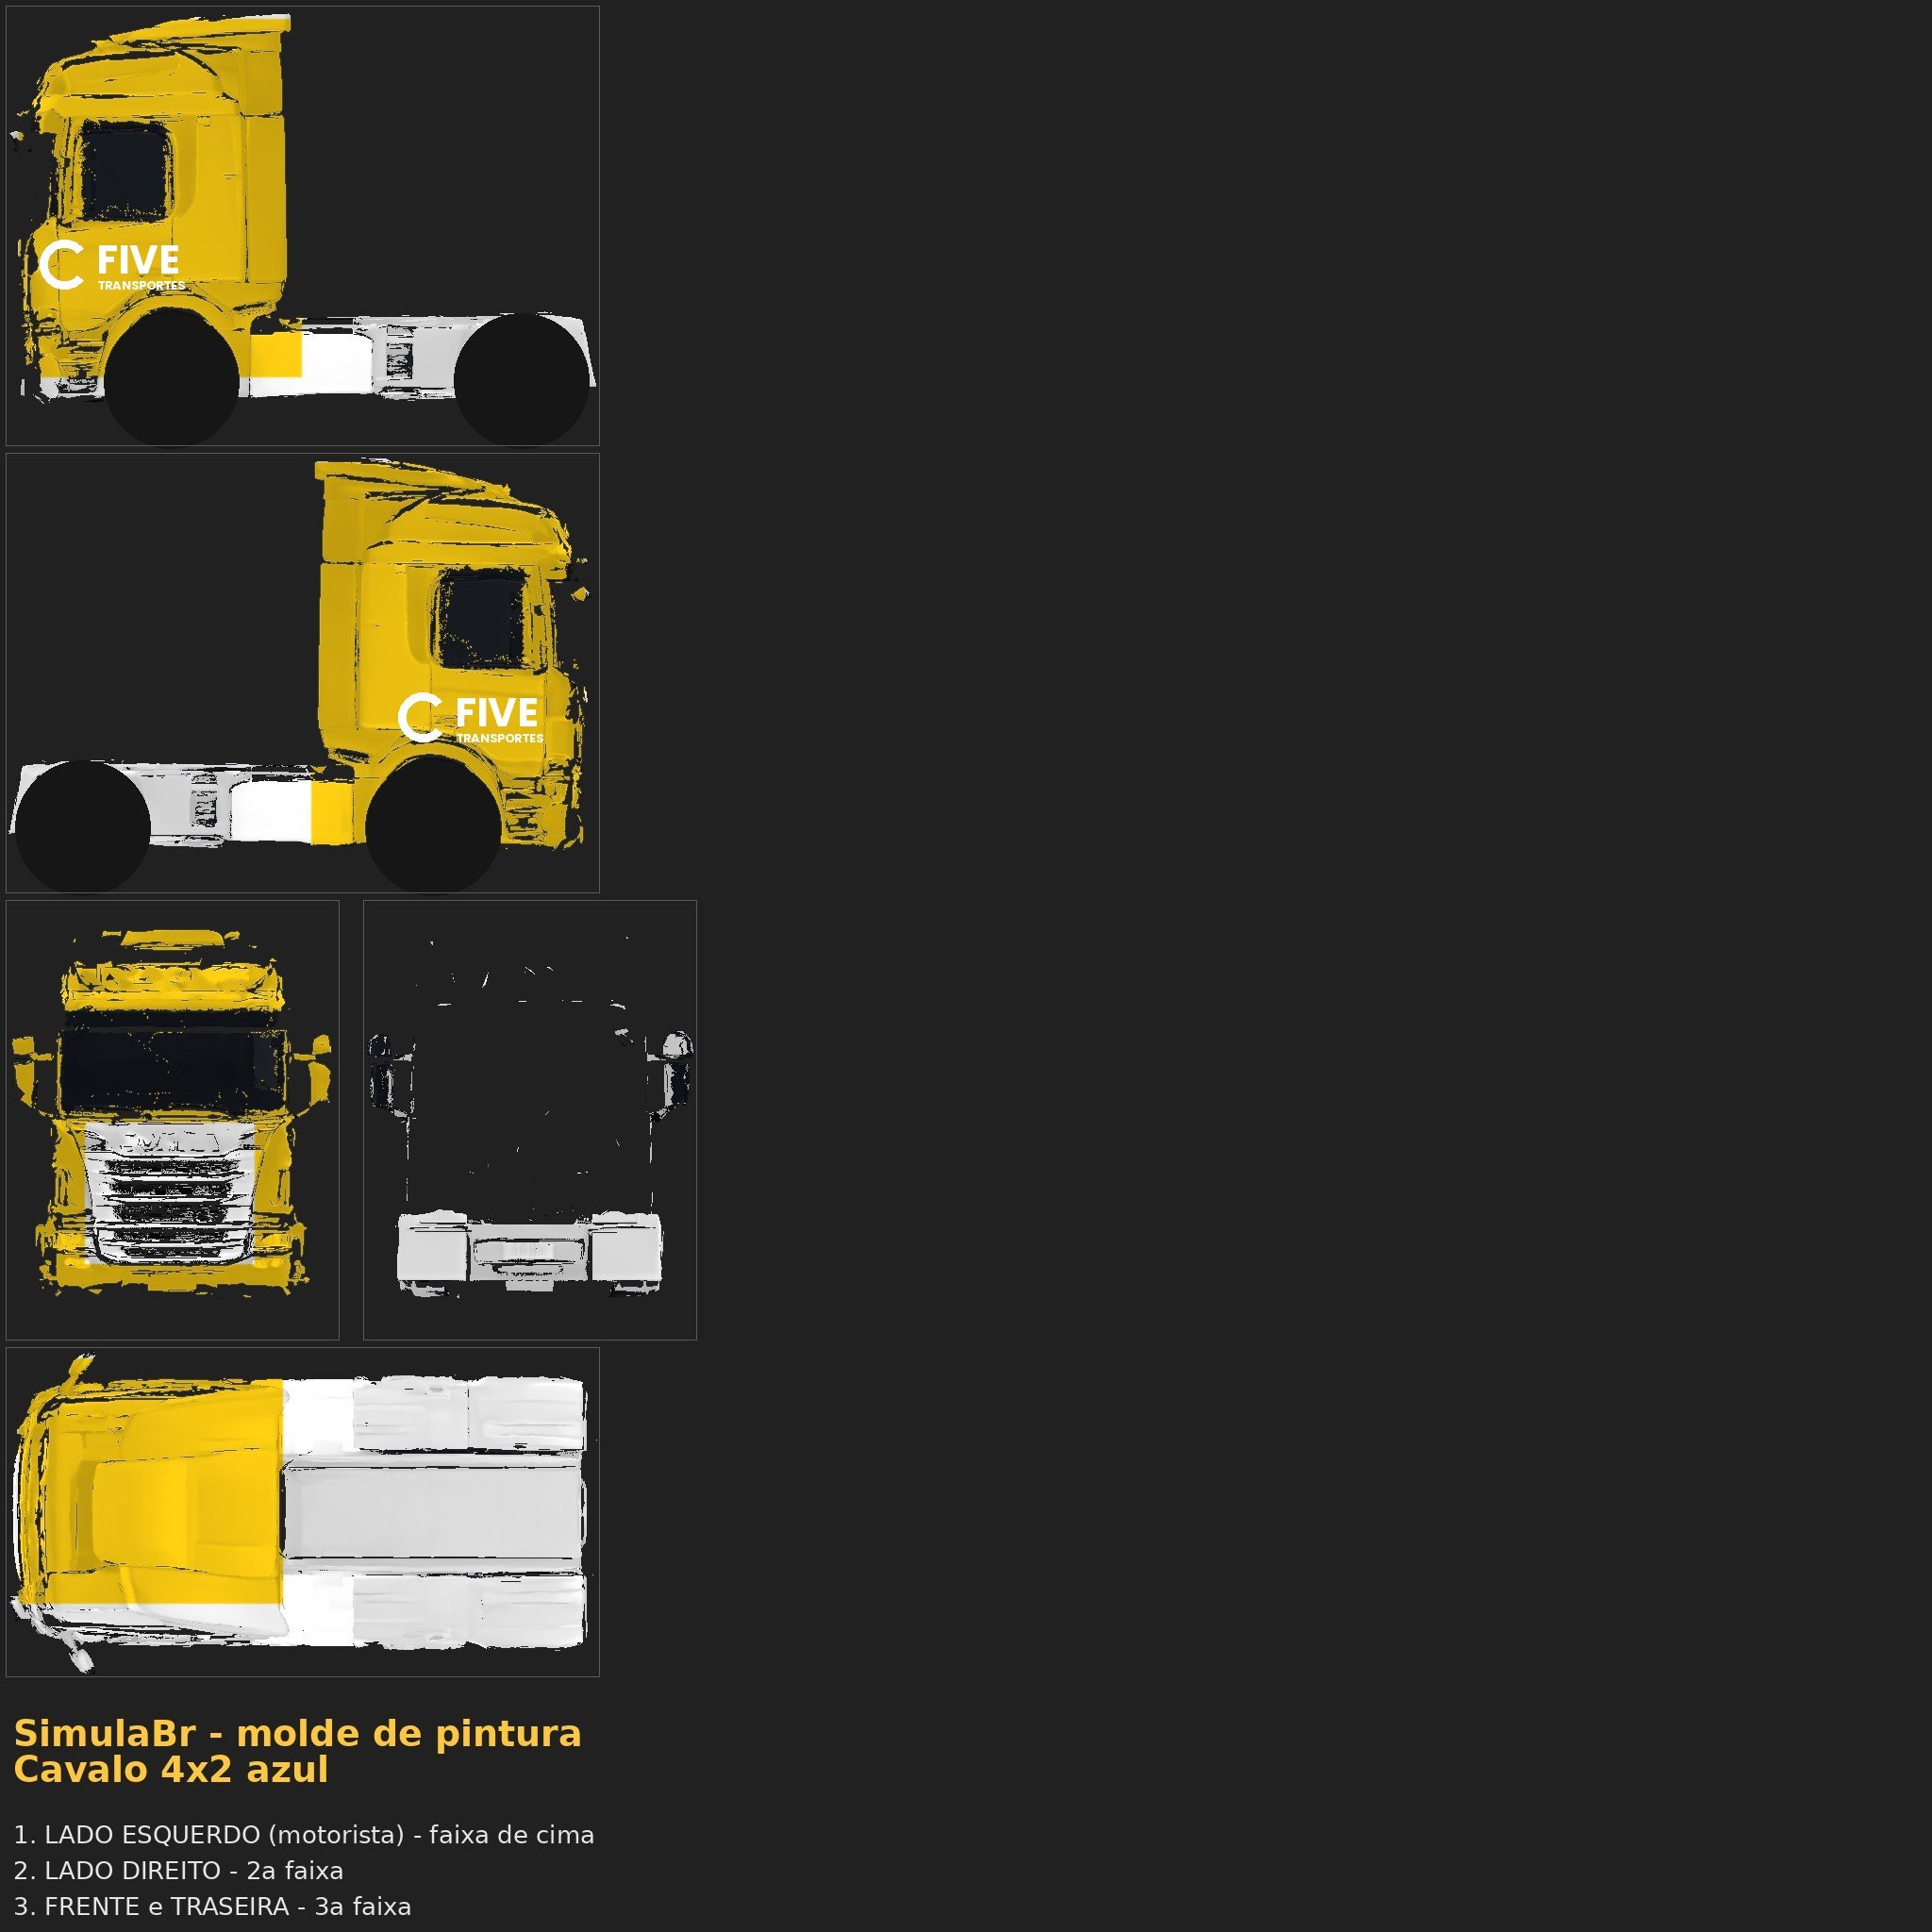 FIVE
TRANSPORTES
FIVE
TRANSPORTES
SimulaBr - molde de pintura
Cavalo 4x2 azul
1. LADO ESQUERDO (motorista) - faixa de cima
2. LADO DIREITO - 2a faixa
3. FRENTE e TRASEIRA - 3a faixa